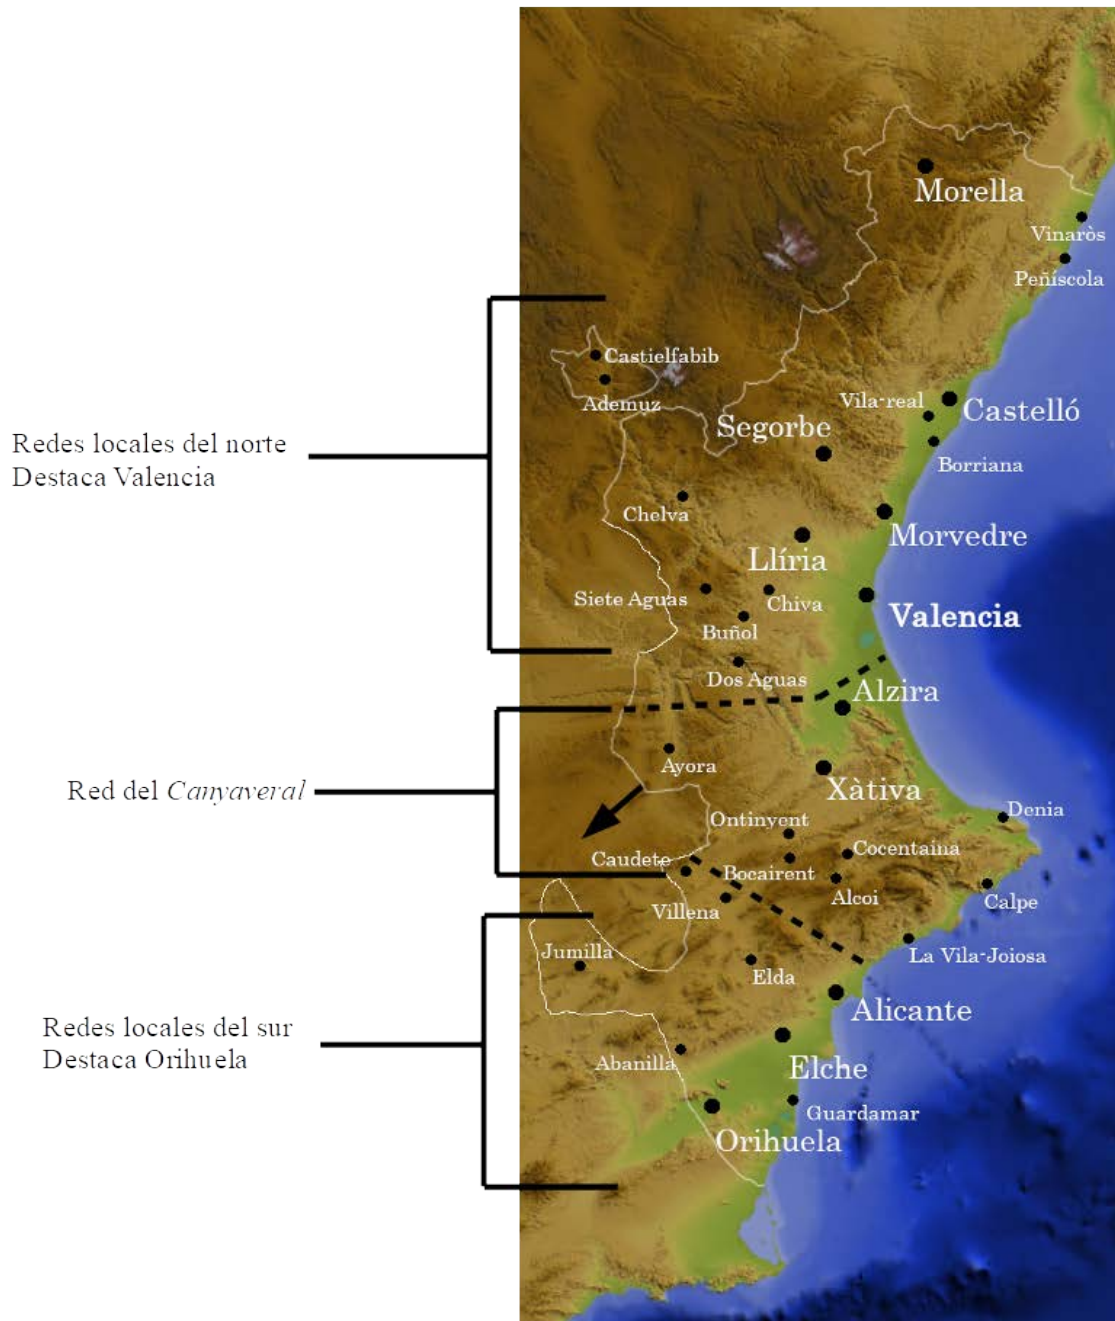 Morella
Vinaròs
Peñíscola
Castielfabib
Ademuz
Vila-real
Castelló
Segorbe
Borriana
Redes locales del norte
Destaca Valencia
Chelva
Morvedre
Llíria
Siete Aguas
Chiva
Valencia
Buñol
Dos Aguas
Alzira
Ayora
Red del Canyaveral
Xàtiva
Denia
Ontinyent
Cocentaina
Caudete
Bocairent
Alcoi
Calpe
Villena
Jumilla
La Vila-Joiosa
Elda
Alicante
Redes locales del sur
Destaca Orihuela
Abanilla
Elche
Guardamar
Orihuela